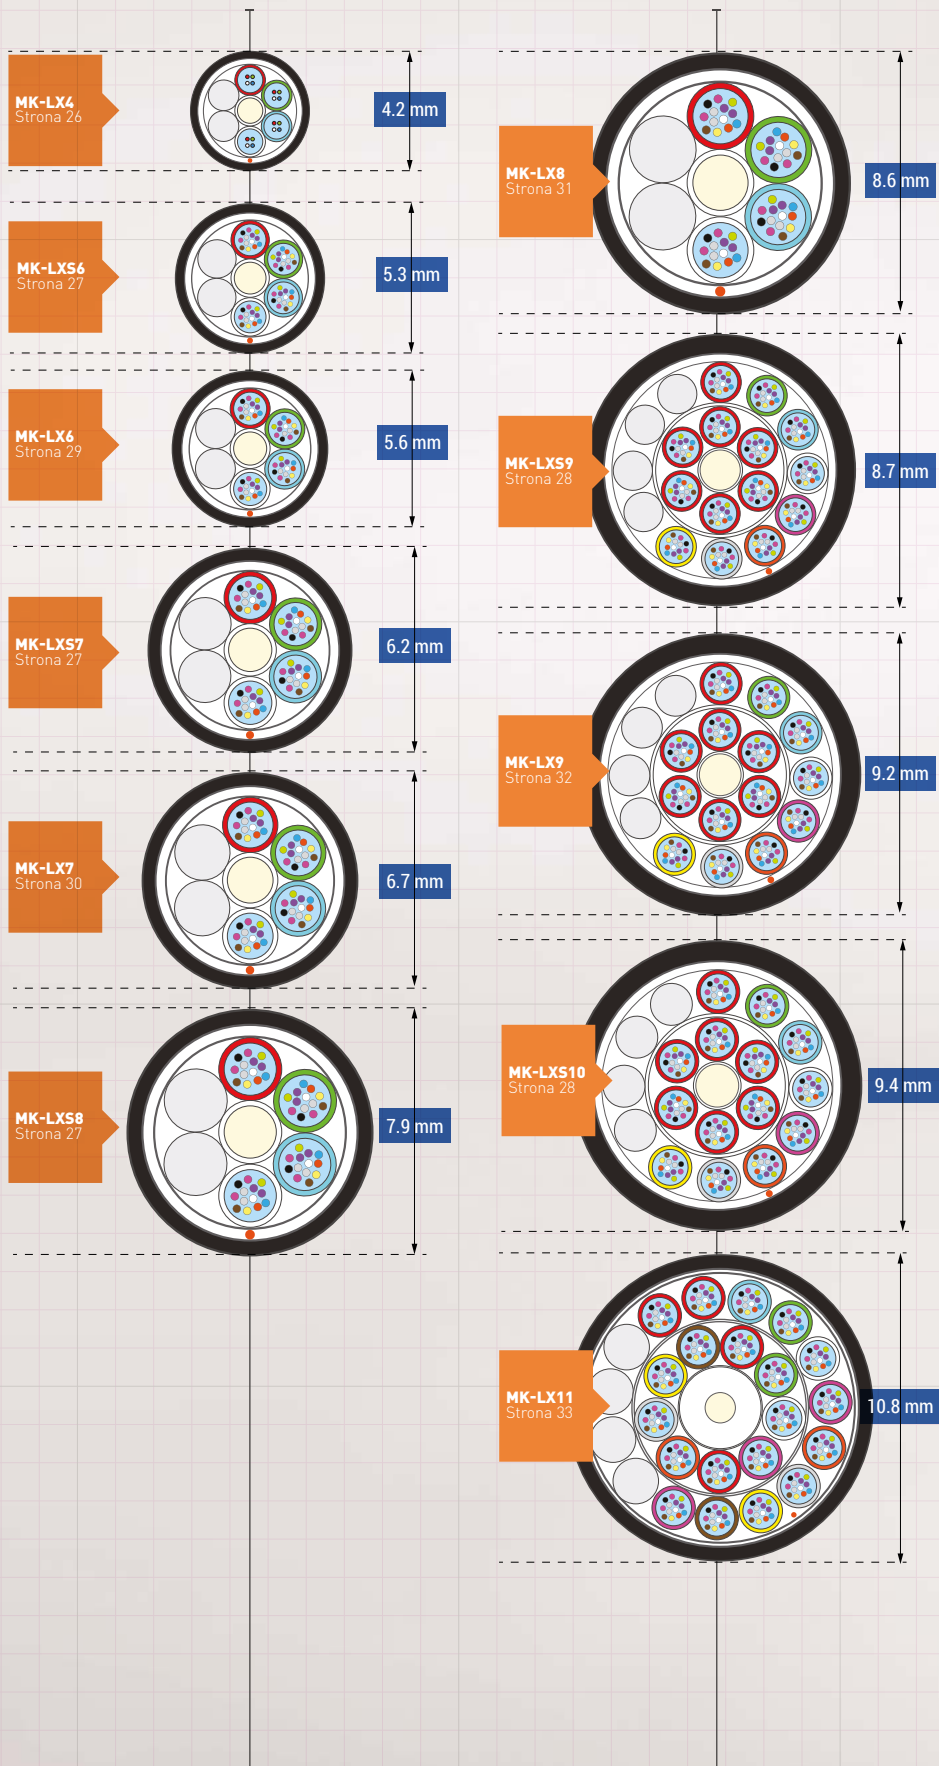 MK-LX4
Strona 26
4.2 mm
MK-LXS6
Strona 27
5.3 mm
MK-LX6
Strona 29
5.6 mm
MK-LXS7
Strona 27
6.2 mm
MK-LX7
Strona 30
6.7 mm
MK-LXS8
Strona 27
7.9 mm
MK-LX8
Strona 31
8.6 mm
MK-LXS9
Strona 28
8.7 mm
MK-LX9
Strona 32
9.2 mm
MK-LXS10
Strona 28
9.4 mm
MK-LX11
Strona 33
10.8 mm